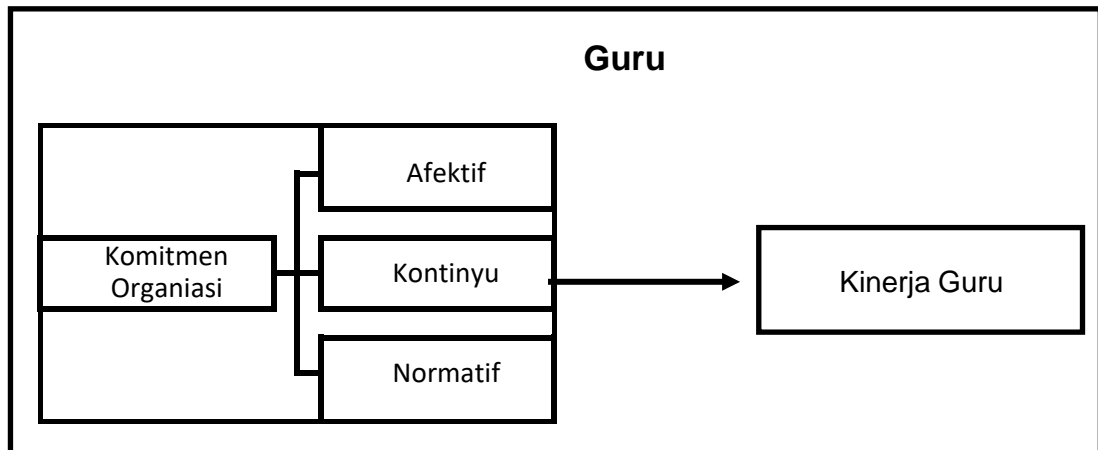 Guru
Afektif
Komitmen
Organiasi
Kontinyu
Kinerja Guru
Normatif